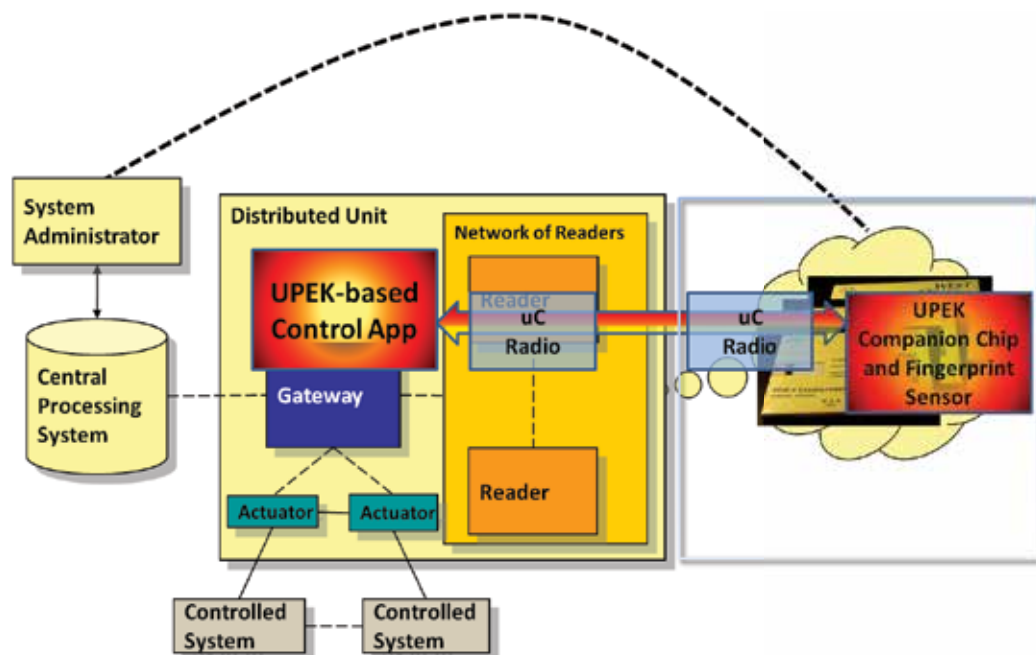 System
Administrator
Central
Processing
System
Distributed Unit
UPEK-based
Control App
Gateway
Actuator
Actuator
Controlled
System
Controlled
System
Network of Readers
Reader
uC
Radio
Reader
uC
Radio
UPEK
Companion Chip
and Fingerprint
Sensor